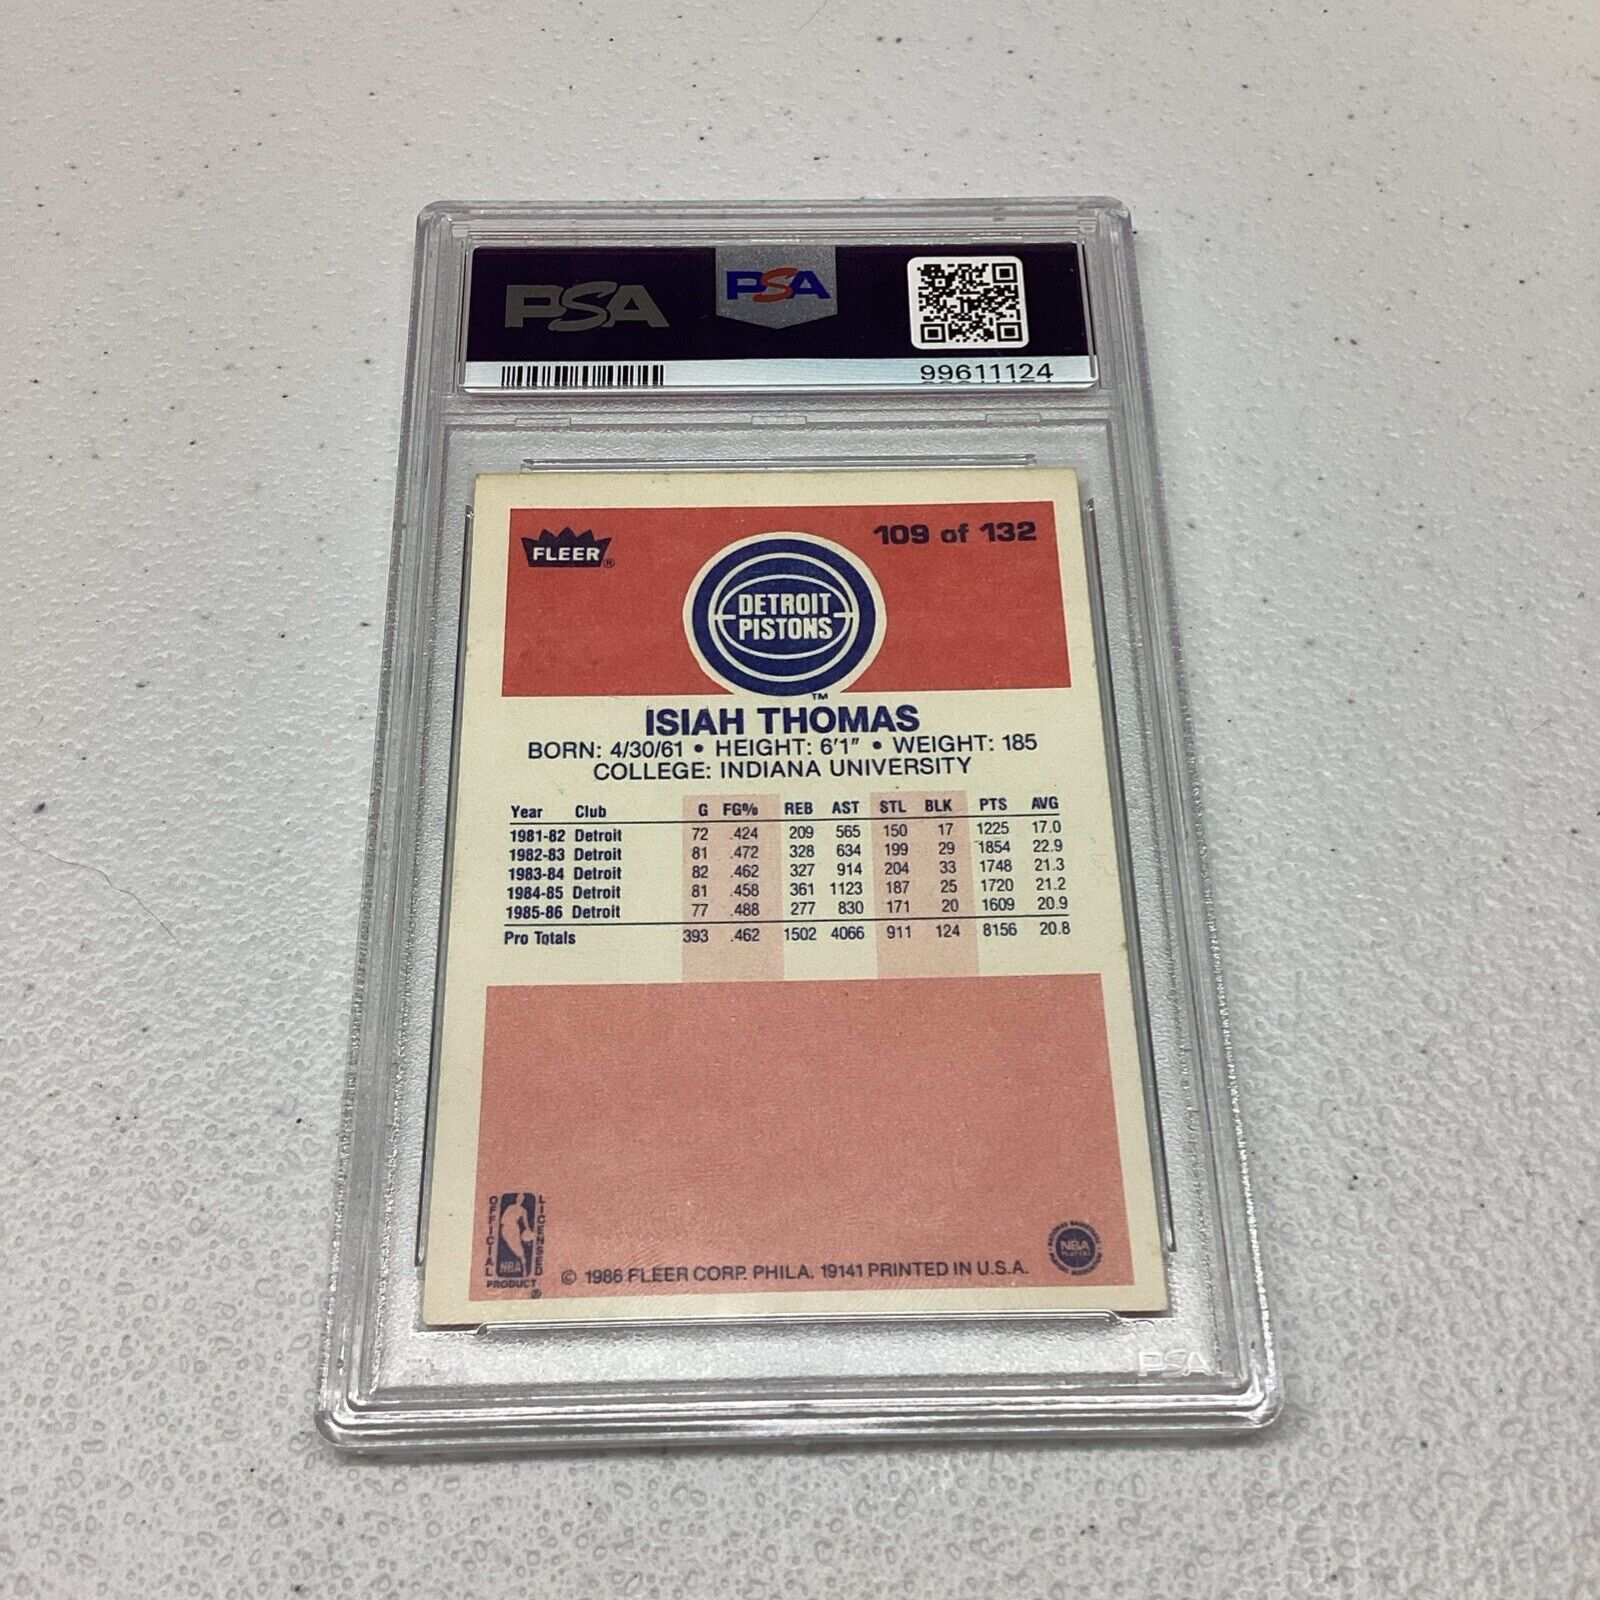 PSA PSA
99611124
FLEER® 109 of 132
DETROIT
PISTONS
TM
ISIAH THOMAS
BORN: 4/30/61 • HEIGHT: 6'1" • WEIGHT: 185
COLLEGE: INDIANA UNIVERSITY
Year Club G FG% REB AST STL BLK PTS AVG
1981-82 Detroit 72 .424 209 565 150 17 1225 17.0
1982-83 Detroit 81 .472 328 634 199 29 1854 22.9
1983-84 Detroit 82 .462 327 914 204 33 1748 21.3
1984-85 Detroit 81 .458 361 1123 187 25 1720 21.2
1985-86 Detroit 77 .488 277 830 171 20 1609 20.9
Pro Totals 393 .462 1502 4066 911 124 8156 20.8
OFFICIAL NBA LICENSED
PRODUCT ®
© 1986 FLEER CORP. PHILA. 19141 PRINTED IN U.S.A.
NBA
PLAYERS
PSA